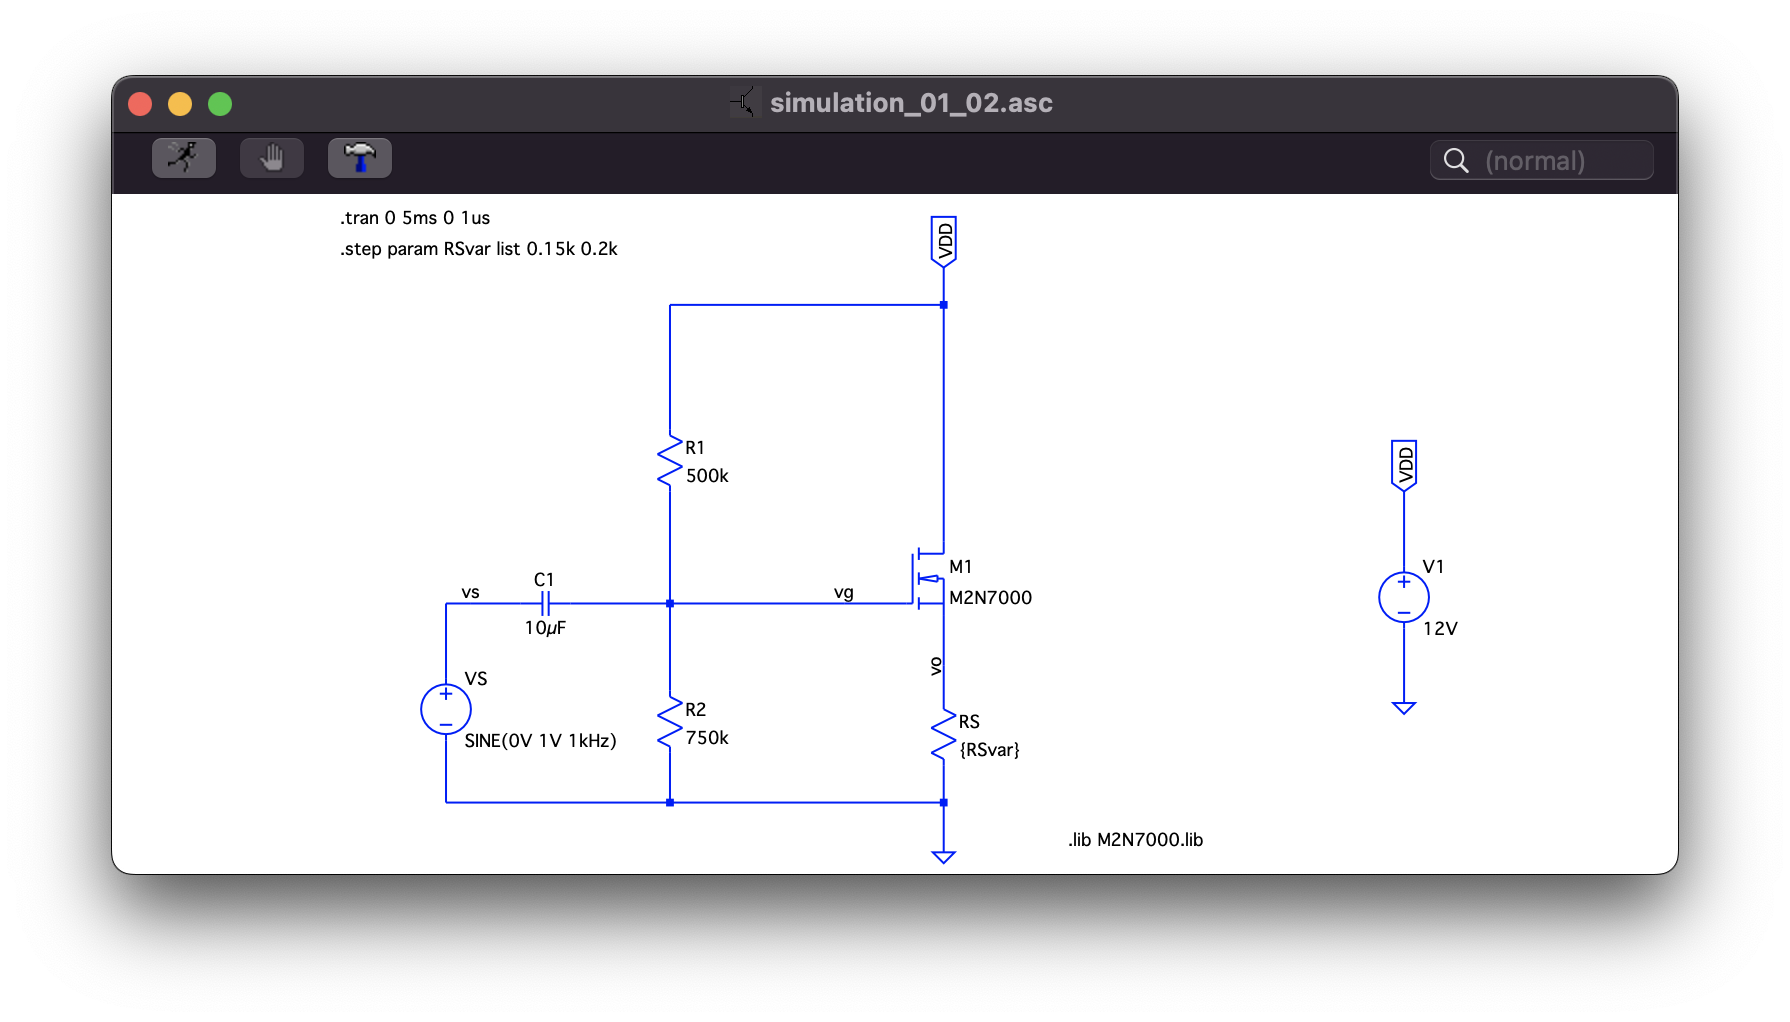 simulation_01_02.asc
(normal)
.tran 0 5ms 0 1us
.step param RSvar list 0.15k 0.2k
VDD
R1
500k
VDD
M1
M2N7000
V1
12V
vs
C1
10µF
vg
vo
VS
SINE(0V 1V 1kHz)
R2
750k
RS
{RSvar}
.lib M2N7000.lib